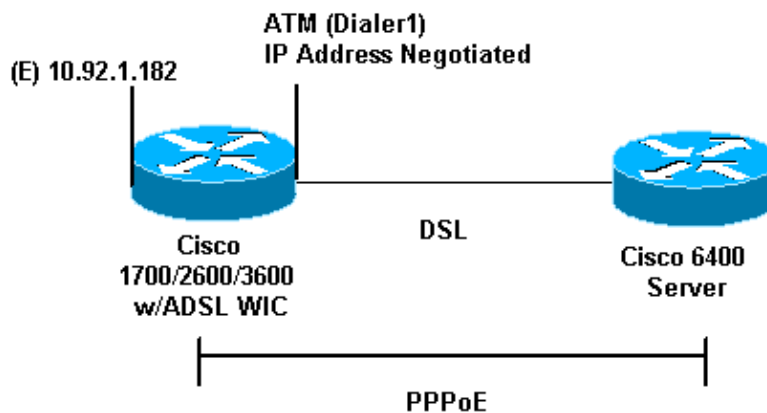 ATM (Dialer1)
IP Address Negotiated
(E) 10.92.1.182
Cisco
1700/2600/3600
w/ADSL WIC
DSL
Cisco 6400
Server
PPPoE